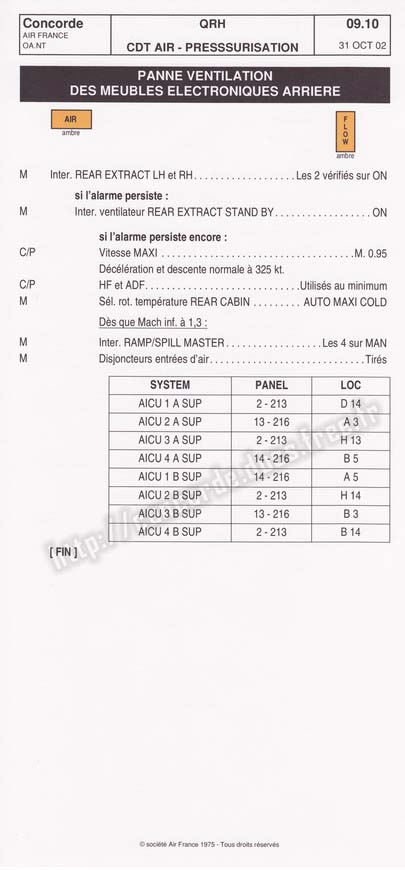 Concorde QRH 09.10
AIR FRANCE
OA.NT CDT AIR - PRESSSURISATION 31 OCT 02
PANNE VENTILATION
DES MEUBLES ELECTRONIQUES ARRIERE
AIR
ambre
FLOW
ambre
M Inter. REAR EXTRACT LH et RH . . . . . . . . . . . . . . . . . . . Les 2 vérifiés sur ON
si l'alarme persiste :
M Inter. ventilateur REAR EXTRACT STAND BY . . . . . . . . . . . . . . . . . . ON
si l'alarme persiste encore :
C/P Vitesse MAXI . . . . . . . . . . . . . . . . . . . . . . . . . . . . . . . . . . . . M. 0.95
Décélération et descente normale à 325 kt.
C/P HF et ADF. . . . . . . . . . . . . . . . . . . . . . . . . . . . . Utilisés au minimum
M Sél. rot. température REAR CABIN . . . . . . . . . AUTO MAXI COLD
Dès que Mach inf. à 1,3 :
M Inter. RAMP/SPILL MASTER . . . . . . . . . . . . . . . . . . Les 4 sur MAN
M Disjoncteurs entrées d'air. . . . . . . . . . . . . . . . . . . . . . . . . . . . . Tirés
SYSTEM PANEL LOC
AICU 1 A SUP 2 - 213 D 14
AICU 2 A SUP 13 - 216 A 3
AICU 3 A SUP 2 - 213 H 13
AICU 4 A SUP 14 - 216 B 5
AICU 1 B SUP 14 - 216 A 5
AICU 2 B SUP 2 - 213 H 14
AICU 3 B SUP 13 - 216 B 3
AICU 4 B SUP 2 - 213 B 14
[ FIN ]
© société Air France 1975 - Tous droits réservés